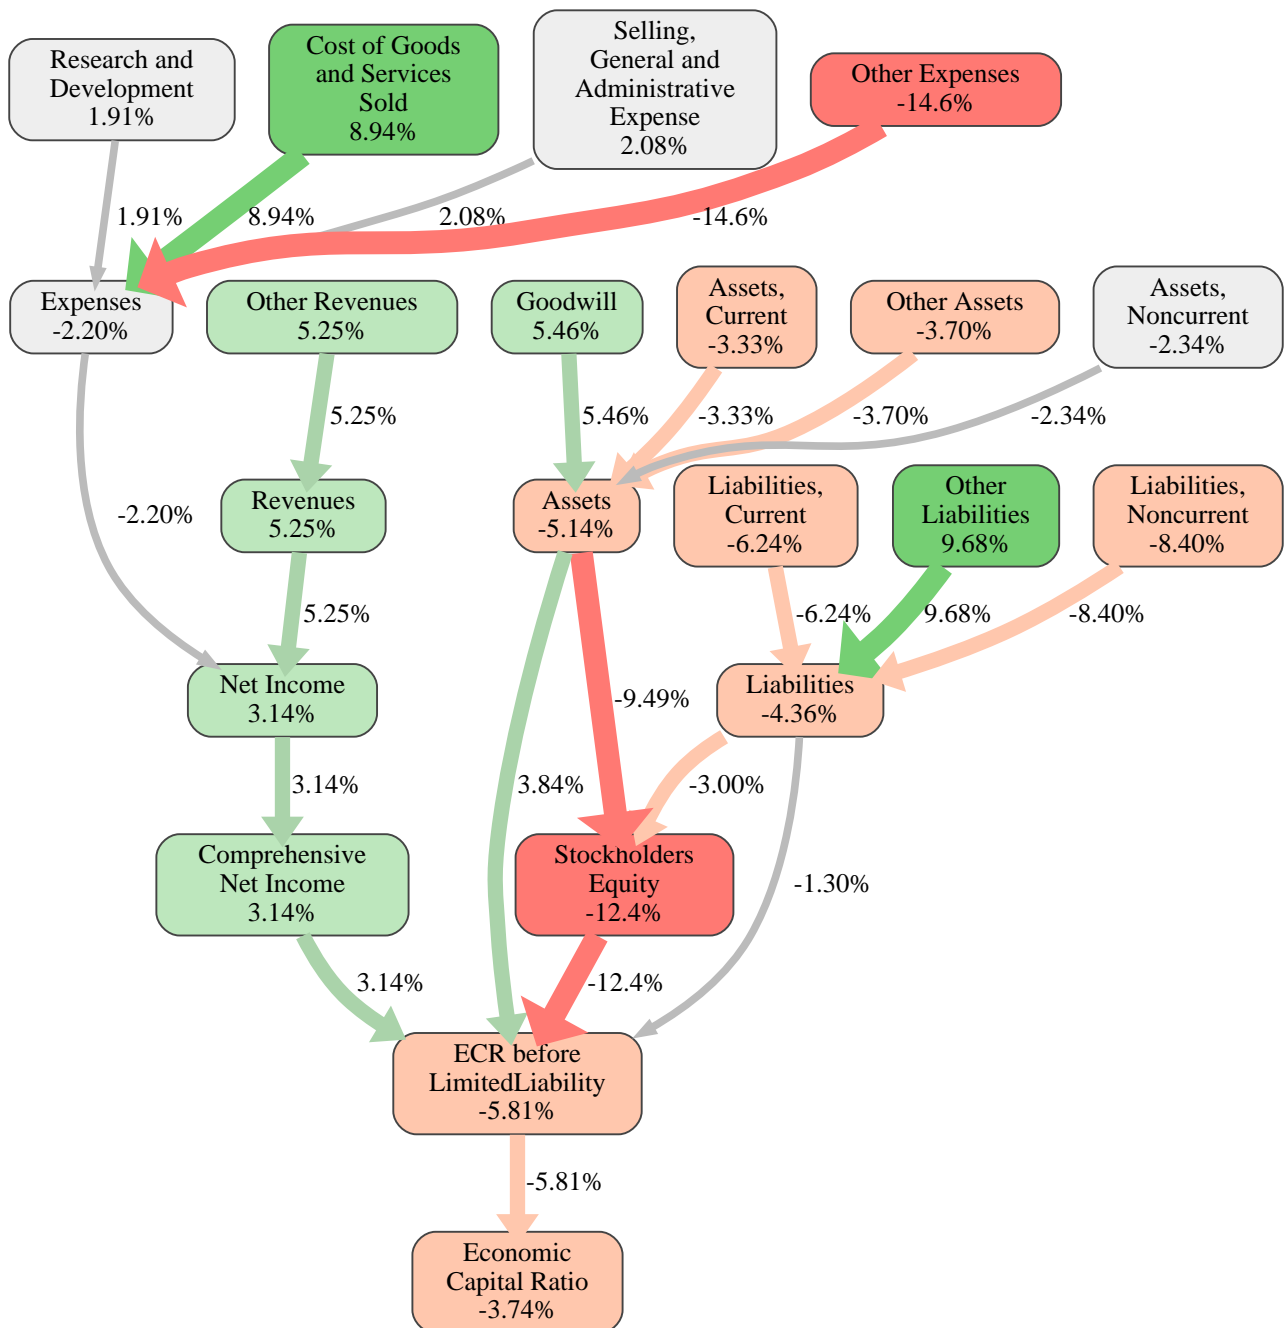 Research and
Development
1.91%
Cost of Goods
and Services
Sold
8.94%
Selling,
General and
Administrative
Expense
2.08%
Other Expenses
-14.6%
1.91%
8.94%
2.08%
-14.6%
Expenses
-2.20%
Other Revenues
5.25%
Goodwill
5.46%
Assets,
Current
-3.33%
Other Assets
-3.70%
Assets,
Noncurrent
-2.34%
5.25%
5.46%
-3.33%
-3.70%
-2.34%
-2.20%
Revenues
5.25%
Assets
-5.14%
Liabilities,
Current
-6.24%
Other
Liabilities
9.68%
Liabilities,
Noncurrent
-8.40%
5.25%
-6.24%
9.68%
-8.40%
Net Income
3.14%
-9.49%
Liabilities
-4.36%
3.14%
3.84%
-3.00%
Comprehensive
Net Income
3.14%
Stockholders
Equity
-12.4%
-1.30%
3.14%
-12.4%
ECR before
LimitedLiability
-5.81%
-5.81%
Economic
Capital Ratio
-3.74%